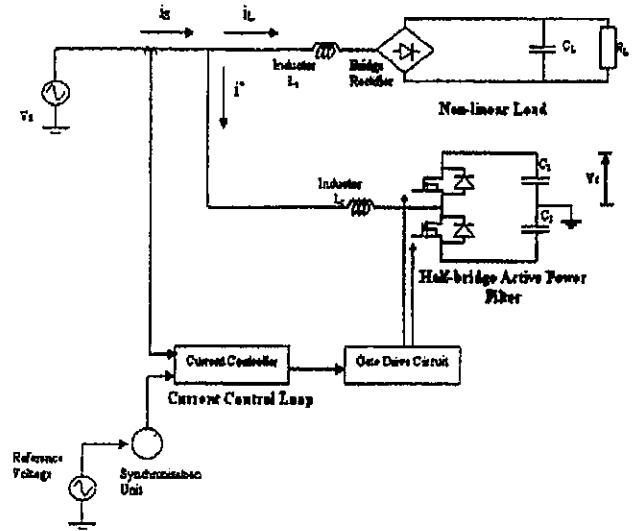 is
iL
CL
RL
Inductor
Bridge
Rectifier
Vs
Non-linear Load
Inductor
C1
C2
Vc
Half-bridge Active Power
Filter
Current Controller
Gate Drive Circuit
Current Control Loop
Reference
Voltage
Synchronisation
Unit